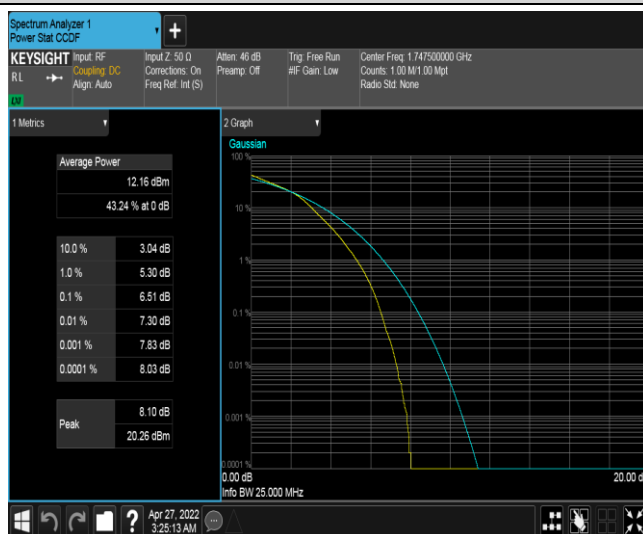 Spectrum Analyzer 1
Power Stat CCDF
+
KEYSIGHT
Input: RF
Input Z: 50 Ω
Atten: 46 dB
Trig: Free Run
Center Freq: 1.747500000 GHz
RL
Coupling: DC
Corrections: On
Preamp: Off
#IF Gain: Low
Counts: 1.00 M/1.00 Mpt
Align: Auto
Freq Ref: Int (S)
Radio Std: None
1 Metrics
Average Power
12.16 dBm
43.24 % at 0 dB
10.0 % 3.04 dB
1.0 % 5.30 dB
0.1 % 6.51 dB
0.01 % 7.30 dB
0.001 % 7.83 dB
0.0001 % 8.03 dB
Peak
8.10 dB
20.26 dBm
2 Graph
Gaussian
100 %
10 %
1 %
0.1 %
0.01 %
0.001 %
0.0001 %
0.00 dB
20.00 d
Info BW 25.000 MHz
?
Apr 27, 2022
3:25:13 AM